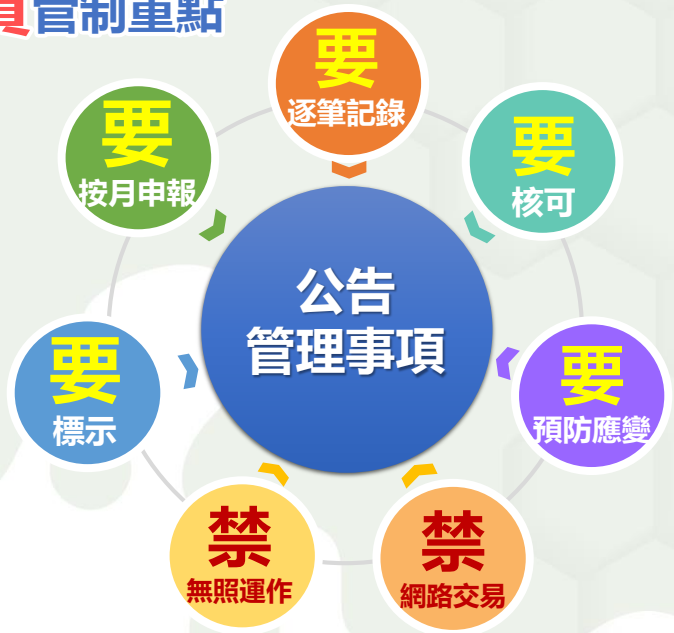 管制重點
要
逐筆記錄
要
核可
要
預防應變
禁
網路交易
禁
無照運作
要
標示
要
按月申報
公告
管理事項